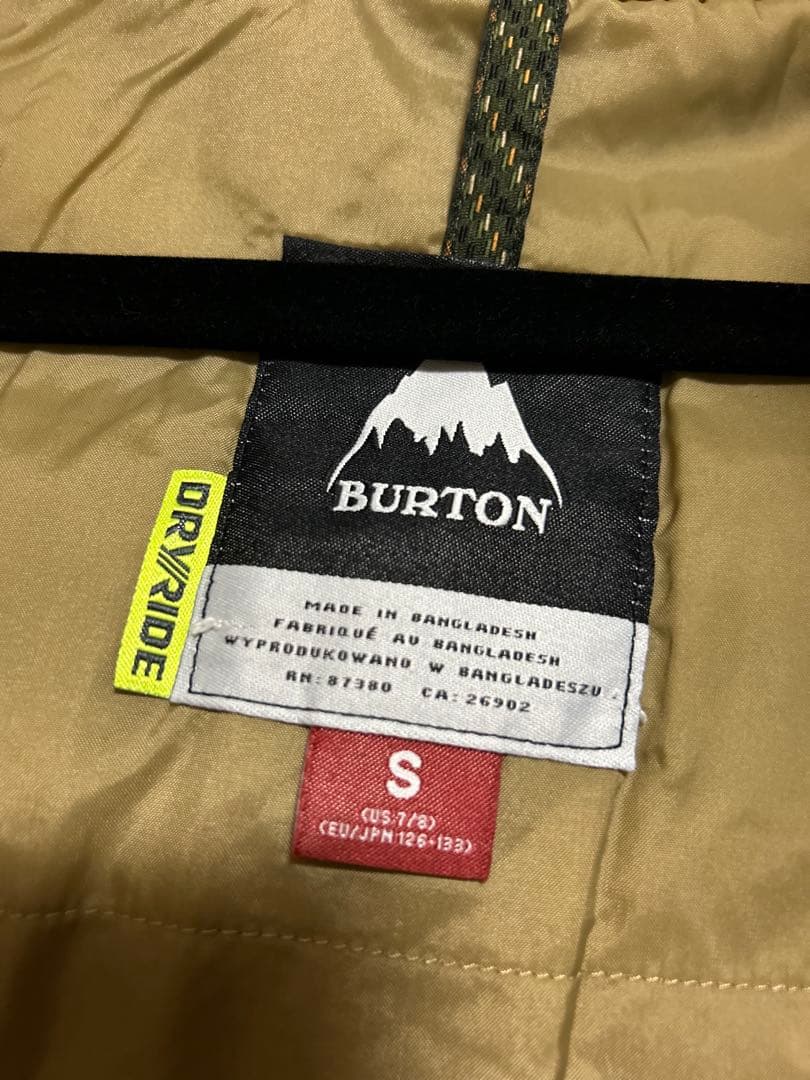 BURTON
DRY//RIDE
MADE IN BANGLADESH
FABRIQUÉ AU BANGLADESH
WYPRODUKOWANO W BANGLADESZU
RN: 87380 CA: 26902
S
(US 7/8)
(EU/JPN 126-133)